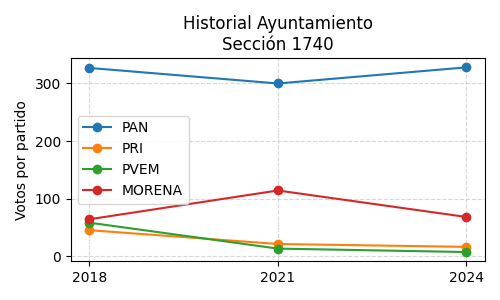 Historial Ayuntamiento
Sección 1740
Votos por partido
300
200
100
0
PAN
PRI
PVEM
MORENA
2018
2021
2024